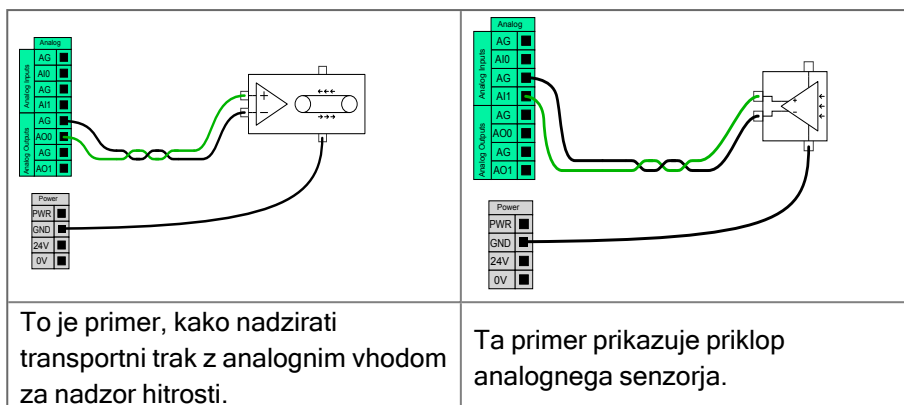 Analog
Analog Inputs
AG
AI0
AG
AI1
Analog Outputs
AG
AO0
AG
AO1
Power
PWR
GND
24V
0V
+
−
←←←
→→→
To je primer, kako nadzirati
transportni trak z analognim vhodom
za nadzor hitrosti.
Analog
Analog Inputs
AG
AI0
AG
AI1
Analog Outputs
AG
AO0
AG
AO1
Power
PWR
GND
24V
0V
+
−
Ta primer prikazuje priklop
analognega senzorja.